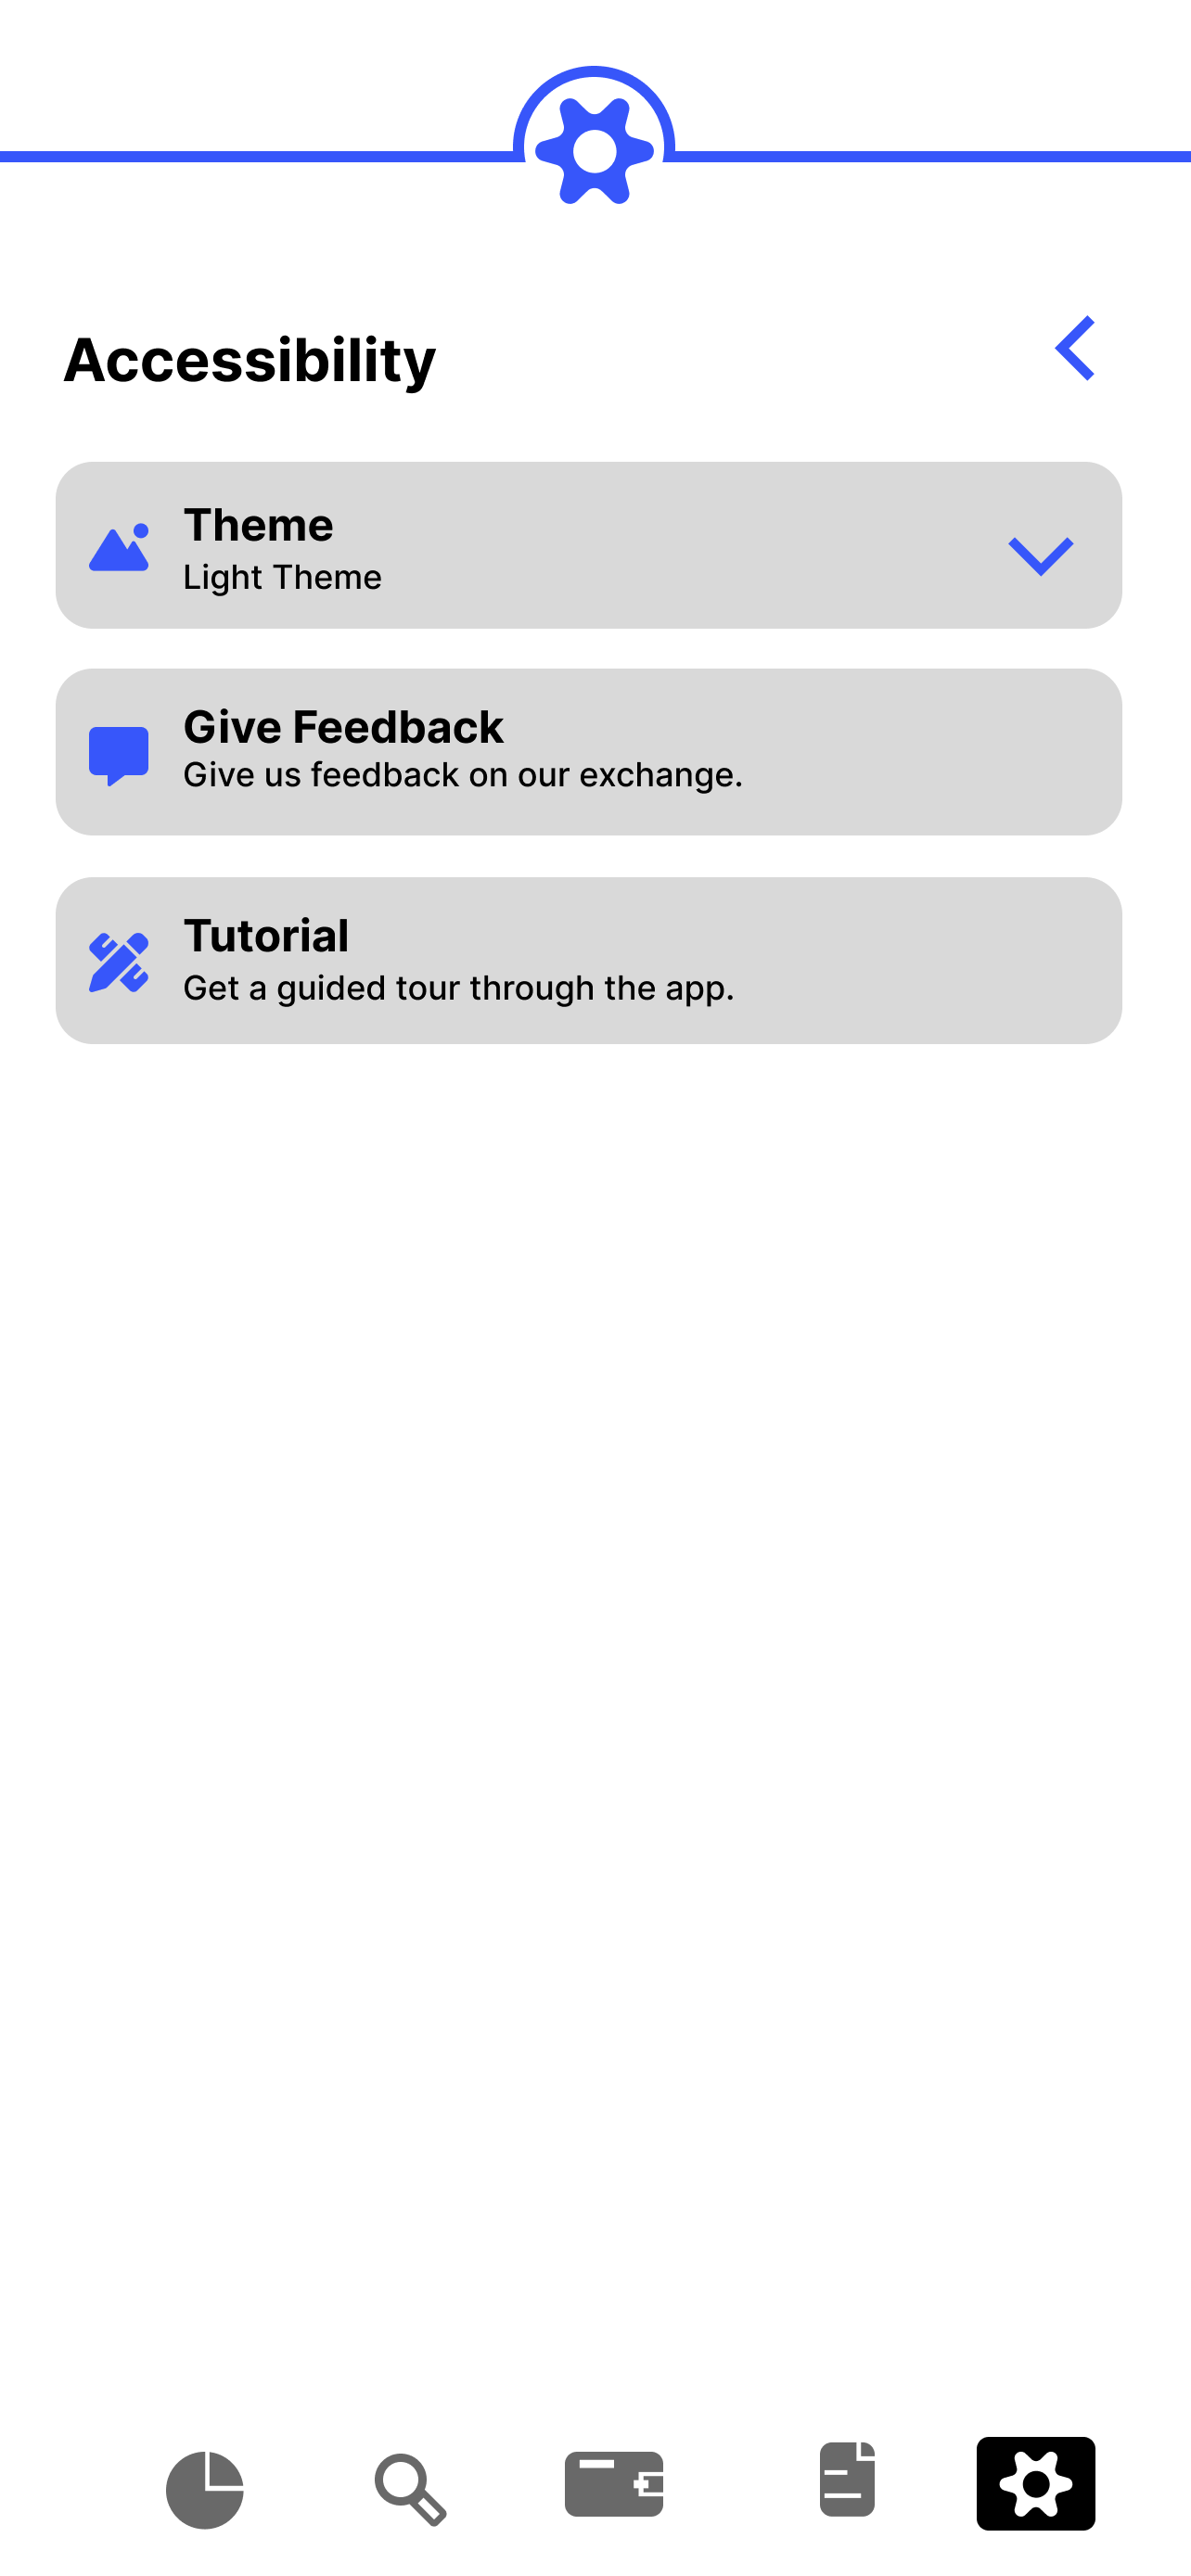 Accessibility
Theme
Light Theme
Give Feedback
Give us feedback on our exchange.
Tutorial
Get a guided tour through the app.